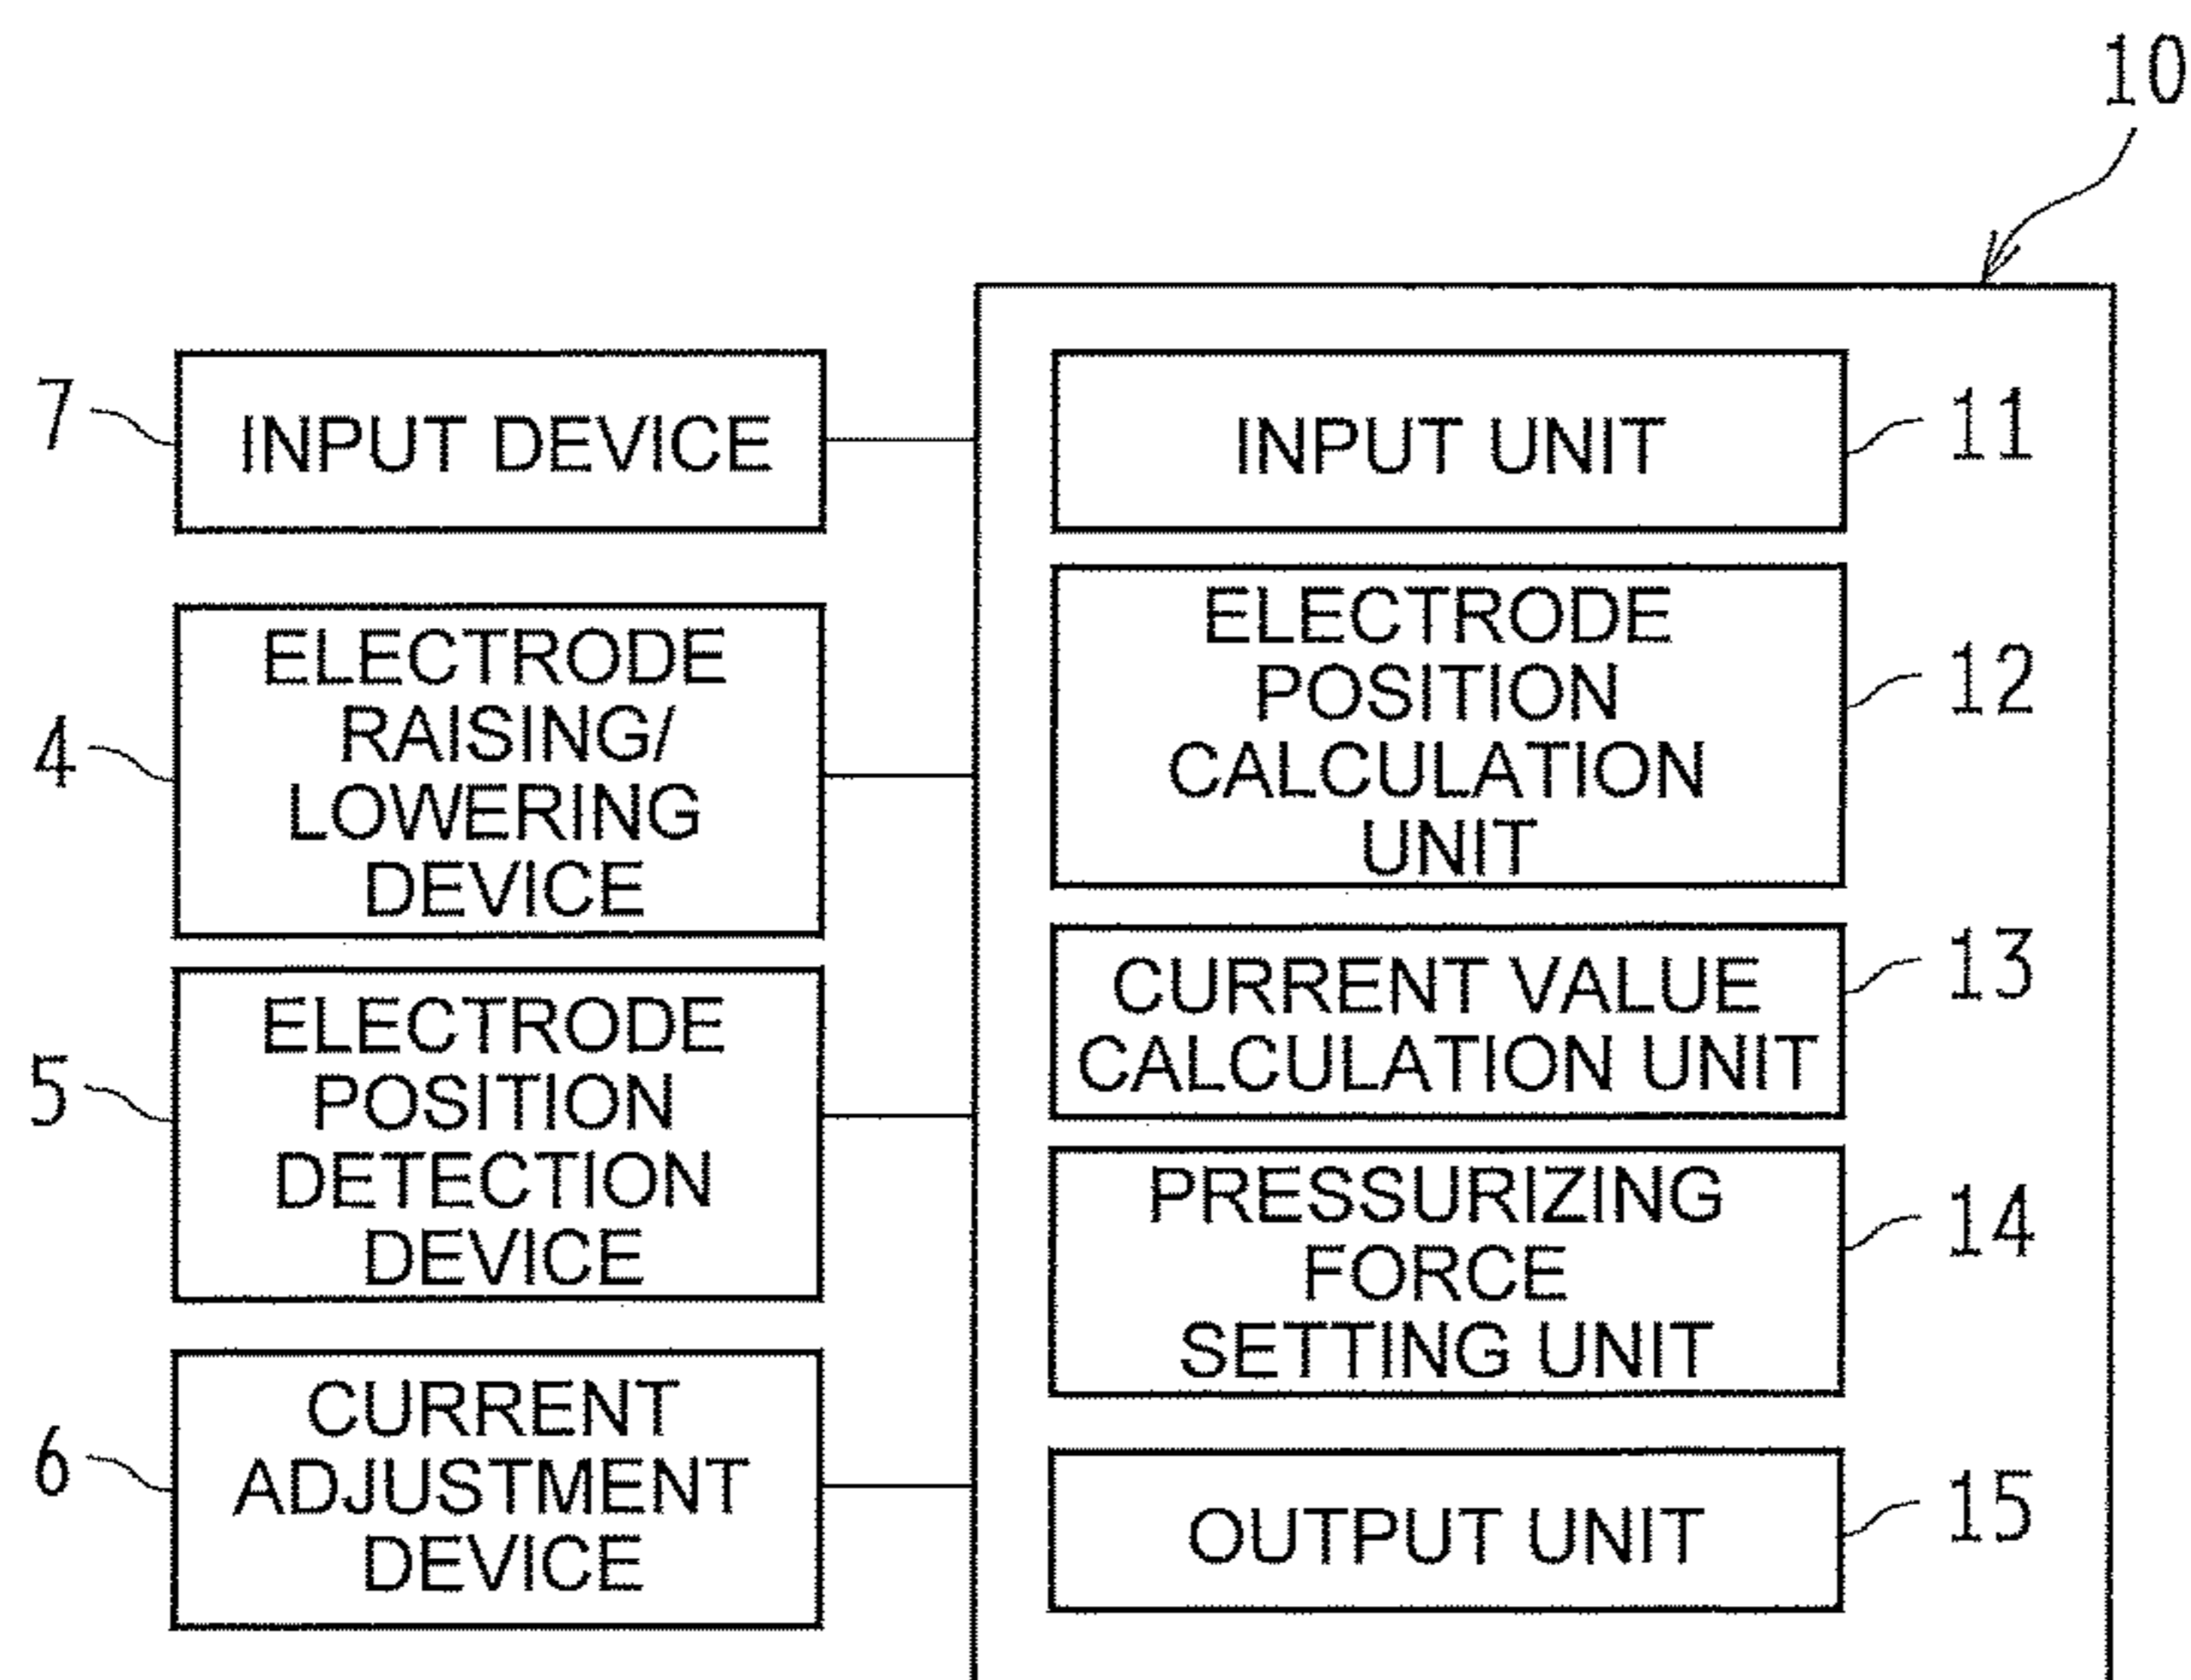 10
7
INPUT DEVICE
4
ELECTRODE
RAISING/
LOWERING
DEVICE
5
ELECTRODE
POSITION
DETECTION
DEVICE
6
CURRENT
ADJUSTMENT
DEVICE
INPUT UNIT
11
ELECTRODE
POSITION
CALCULATION
UNIT
12
CURRENT VALUE
CALCULATION UNIT
13
PRESSURIZING
FORCE
SETTING UNIT
14
OUTPUT UNIT
15